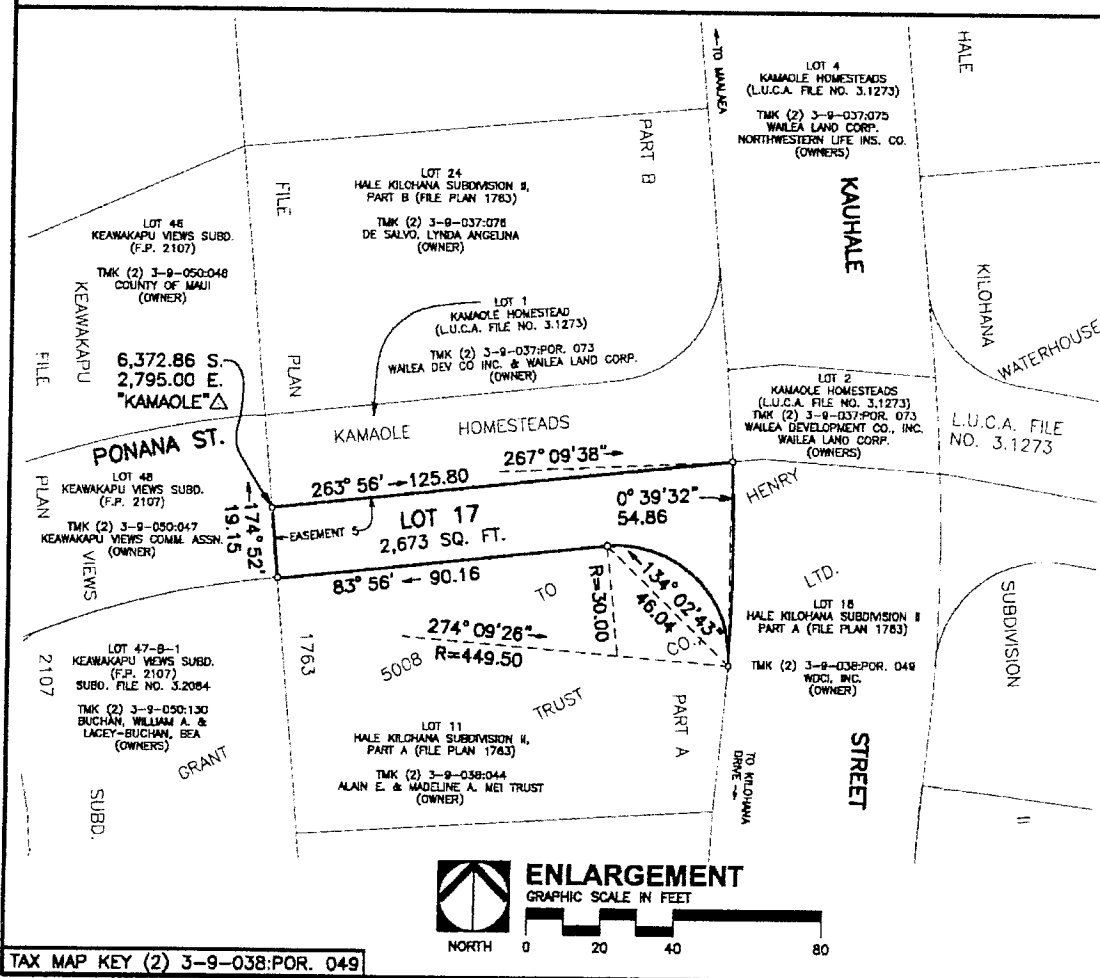 ← TO MAALAEA
HALE
LOT 4
KAMAOLE HOMESTEADS
(L.U.C.A. FILE NO. 3.1273)
TMK (2) 3-9-037:075
WAILEA LAND CORP.
NORTHWESTERN LIFE INS. CO.
(OWNERS)
PART B
LOT 24
HALE KILOHANA SUBDIVISION II,
PART B (FILE PLAN 1763)
TMK (2) 3-9-037:076
DE SALVO, LYNDA ANGELINA
(OWNER)
FILE
KAUHALE
LOT 46
KEAWAKAPU VIEWS SUBD.
(F.P. 2107)
TMK (2) 3-9-050:046
COUNTY OF MAUI
(OWNER)
KEAWAKAPU
KILOHANA
WATERHOUSE
LOT 1
KAMAOLE HOMESTEAD
(L.U.C.A. FILE NO. 3.1273)
TMK (2) 3-9-037:POR. 073
WAILEA DEV CO INC. & WAILEA LAND CORP.
(OWNER)
FILE
PLAN
6,372.86 S.
2,795.00 E.
"KAMAOLE"△
LOT 2
KAMAOLE HOMESTEADS
(L.U.C.A. FILE NO. 3.1273)
TMK (2) 3-9-037:POR. 073
WAILEA DEVELOPMENT CO., INC.
WAILEA LAND CORP.
(OWNERS)
L.U.C.A. FILE
NO. 3.1273
KAMAOLE HOMESTEADS
PONANA ST.
267° 09'38"→
263° 56' → 125.80
HENRY
PLAN
LOT 48
KEAWAKAPU VIEWS SUBD.
(F.P. 2107)
TMK (2) 3-9-050:047
KEAWAKAPU VIEWS COMM. ASSN.
(OWNER)
←174° 52'
19.15
←EASEMENT 5
LOT 17
2,673 SQ. FT.
0° 39'32"→
54.86
VIEWS
83° 56' ← 90.16
TO
R=30.00
←134° 02'43"
46.04
CO.,
LTD.
LOT 18
HALE KILOHANA SUBDIVISION II
PART A (FILE PLAN 1763)
TMK (2) 3-9-038:POR. 049
WDCI, INC.
(OWNER)
SUBDIVISION
274° 09'26"→
R=449.50
1763
5008
2107
LOT 47-B-1
KEAWAKAPU VIEWS SUBD.
(F.P. 2107)
SUBD. FILE NO. 3.2084
TMK (2) 3-9-050:130
BUCHAN, WILLIAM A. &
LACEY-BUCHAN, BEA
(OWNERS)
GRANT
TRUST
PART A
LOT 11
HALE KILOHANA SUBDIVISION II,
PART A (FILE PLAN 1763)
TMK (2) 3-9-038:044
ALAIN E. & MADELINE A. MEI TRUST
(OWNER)
TO KILOHANA
DRIVE →
STREET
SUBD.
II
ENLARGEMENT
GRAPHIC SCALE IN FEET
NORTH
0 20 40 80
TAX MAP KEY (2) 3-9-038:POR. 049